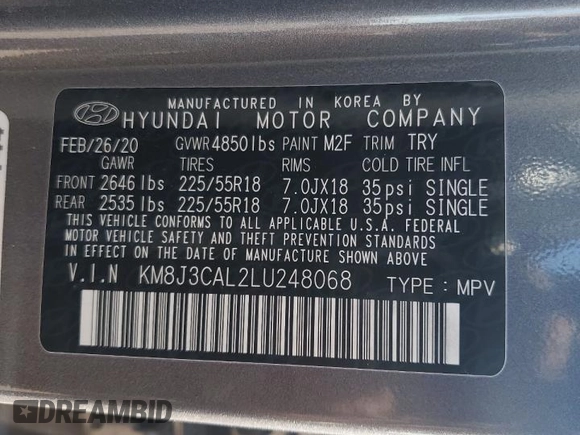 MANUFACTURED IN KOREA BY
HYUNDAI MOTOR COMPANY
FEB/26/20 GVWR 4850lbs PAINT M2F TRIM TRY
GAWR TIRES RIMS COLD TIRE INFL
FRONT 2646lbs 225/55R18 7.0JX18 35psi SINGLE
REAR 2535lbs 225/55R18 7.0JX18 35psi SINGLE
THIS VEHICLE CONFORMS TO ALL APPLICABLE U.S.A. FEDERAL
MOTOR VEHICLE SAFETY AND THEFT PREVENTION STANDARDS
IN EFFECT ON THE DATE OF MANUFACTURE SHOWN ABOVE.
V.I.N KM8J3CAL2LU248068 TYPE : MPV
DREAMBID